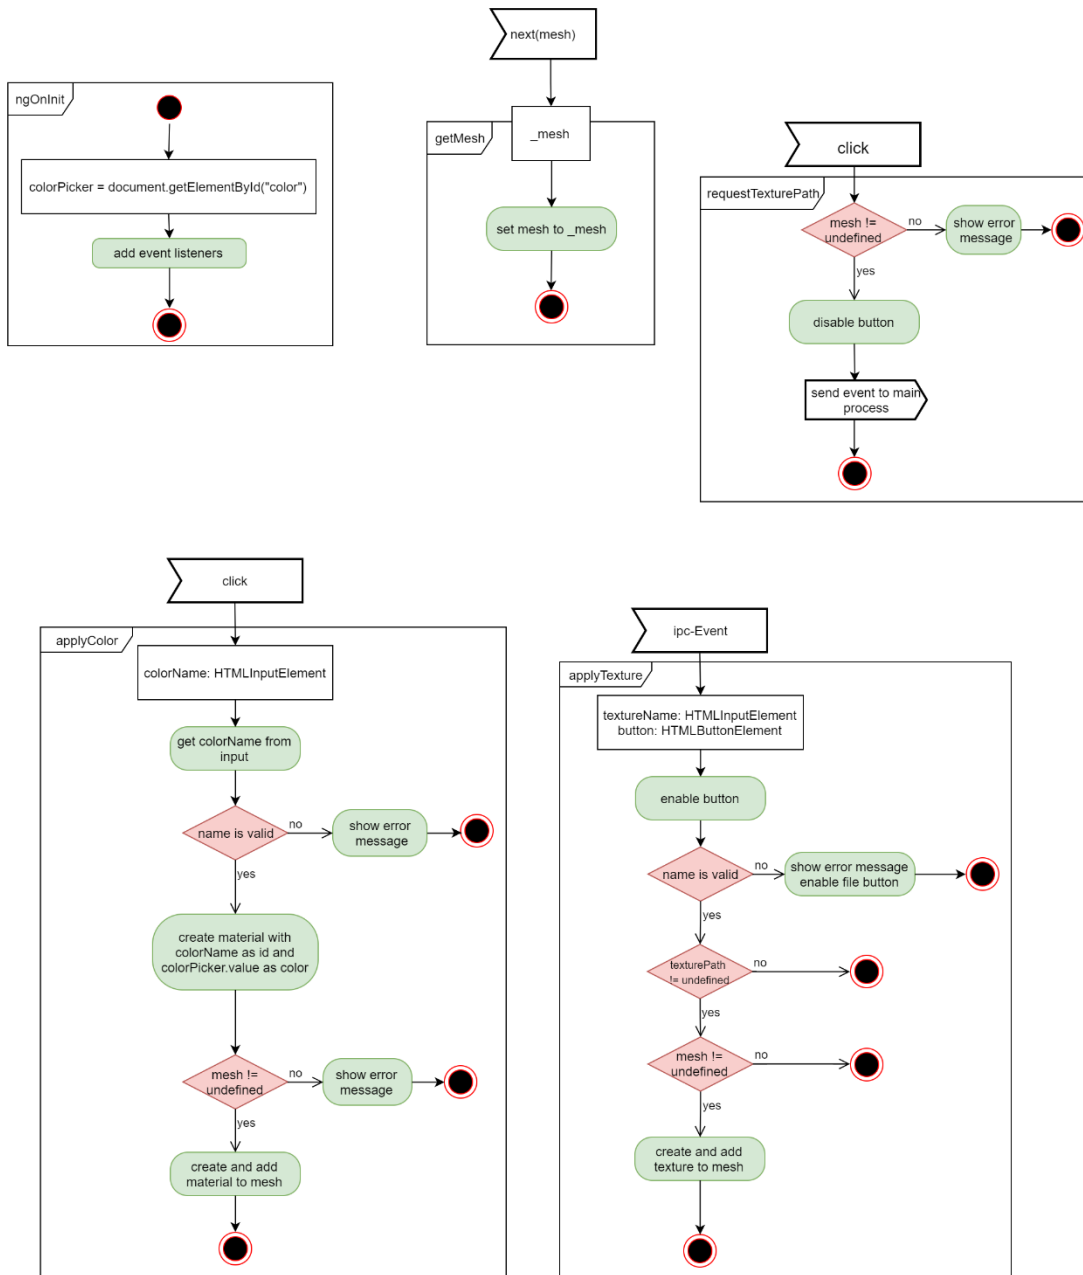 next(mesh)
ngOnInit
colorPicker = document.getElementById("color")
add event listeners
getMesh
_mesh
set mesh to _mesh
click
requestTexturePath
mesh !=
undefined
no
show error
message
yes
disable button
send event to main
process
click
applyColor
colorName: HTMLInputElement
get colorName from
input
name is valid
no
show error
message
yes
create material with
colorName as id and
colorPicker.value as color
mesh !=
undefined
no
show error
message
yes
create and add
material to mesh
ipc-Event
applyTexture
textureName: HTMLInputElement
button: HTMLButtonElement
enable button
name is valid
no
show error message
enable file button
yes
texturePath
!= undefined
no
yes
mesh !=
undefined
no
yes
create and add
texture to mesh